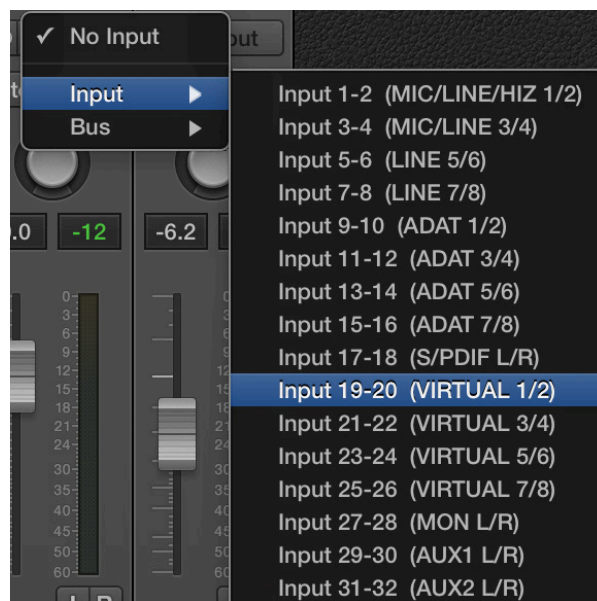 ✓ No Input
Input ▶
Bus ▶
Input 1-2 (MIC/LINE/HIZ 1/2)
Input 3-4 (MIC/LINE 3/4)
Input 5-6 (LINE 5/6)
Input 7-8 (LINE 7/8)
Input 9-10 (ADAT 1/2)
Input 11-12 (ADAT 3/4)
Input 13-14 (ADAT 5/6)
Input 15-16 (ADAT 7/8)
Input 17-18 (S/PDIF L/R)
Input 19-20 (VIRTUAL 1/2)
Input 21-22 (VIRTUAL 3/4)
Input 23-24 (VIRTUAL 5/6)
Input 25-26 (VIRTUAL 7/8)
Input 27-28 (MON L/R)
Input 29-30 (AUX1 L/R)
Input 31-32 (AUX2 L/R)
.0 -12 -6.2
0
3
6
9
12
15
18
21
24
30
35
40
45
50
60
L R